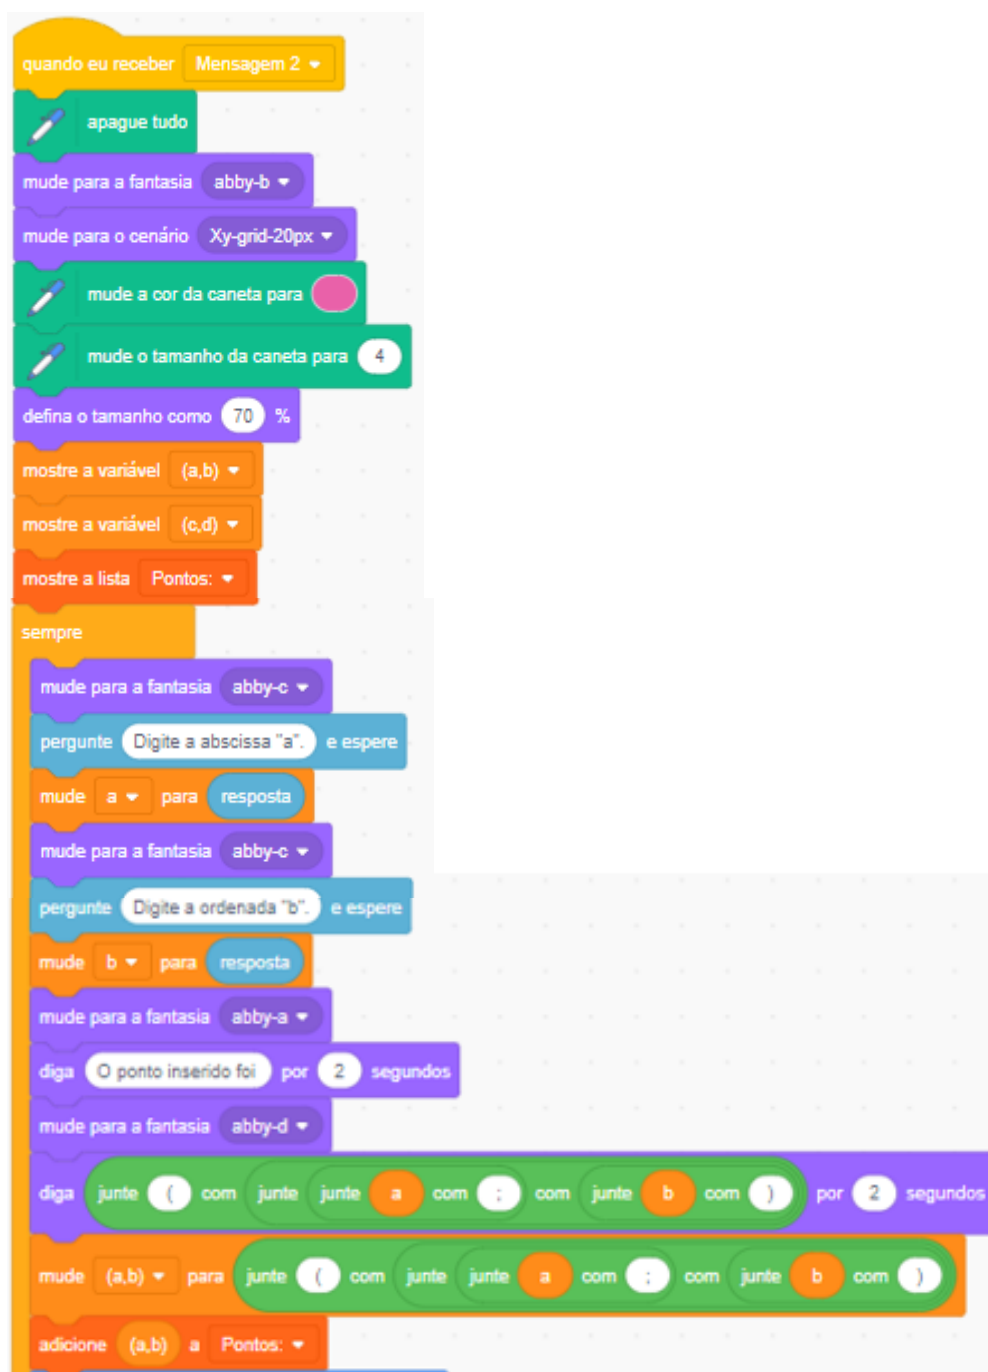 quando eu receber Mensagem 2
apague tudo
mude para a fantasia abby-b
mude para o cenário Xy-grid-20px
mude a cor da caneta para
mude o tamanho da caneta para 4
defina o tamanho como 70 %
mostre a variável (a,b)
mostre a variável (c,d)
mostre a lista Pontos:
sempre
mude para a fantasia abby-c
pergunte Digite a abscissa "a". e espere
mude a para resposta
mude para a fantasia abby-c
pergunte Digite a ordenada "b". e espere
mude b para resposta
mude para a fantasia abby-a
diga O ponto inserido foi por 2 segundos
mude para a fantasia abby-d
diga junte ( com junte junte a com ; com junte b com ) por 2 segundos
mude (a,b) para junte ( com junte junte a com ; com junte b com )
adicione (a,b) a Pontos: